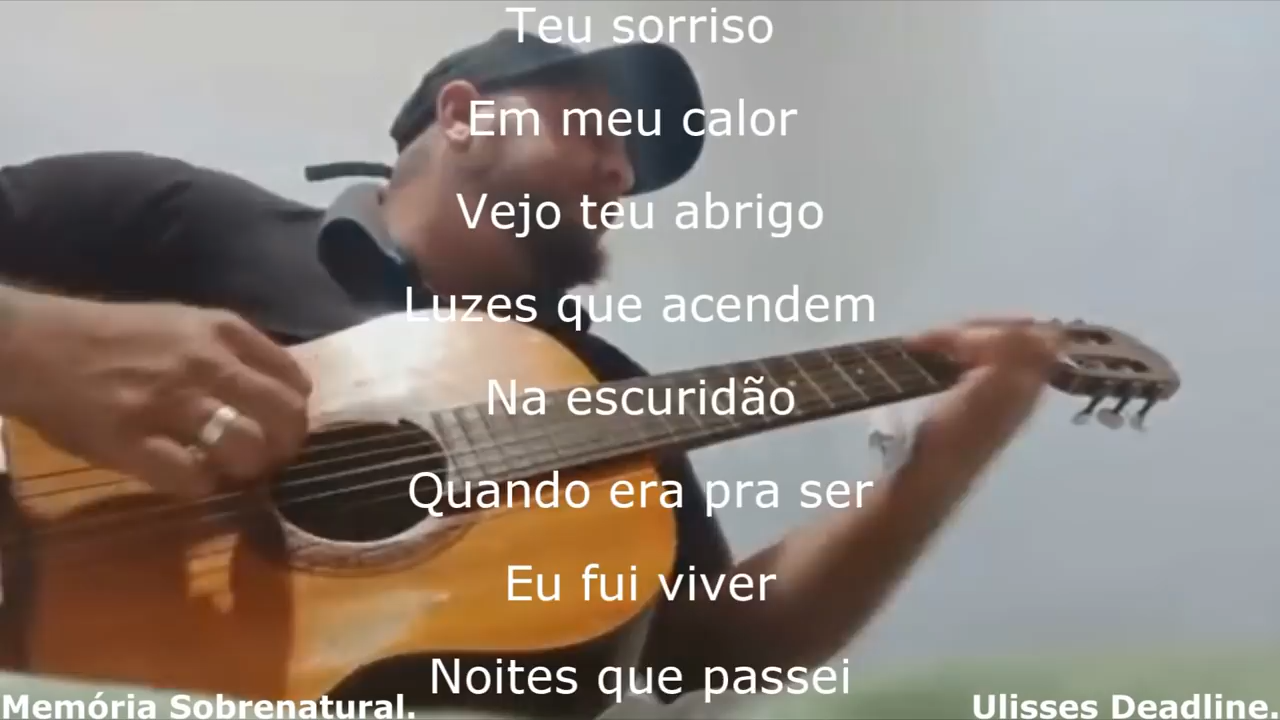 Teu sorriso
Em meu calor
Vejo teu abrigo
Luzes que acendem
Na escuridão
Quando era pra ser
Eu fui viver
Noites que passei
Memória Sobrenatural.
Ulisses Deadline.